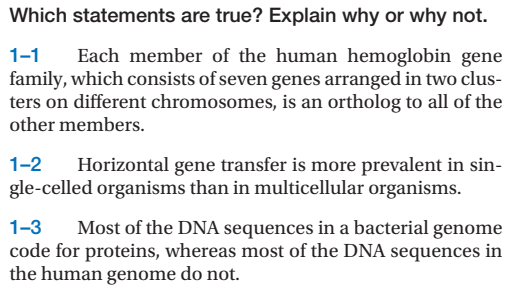 Which statements are true? Explain why or why not.
1–1 Each member of the human hemoglobin gene
family, which consists of seven genes arranged in two clus-
ters on different chromosomes, is an ortholog to all of the
other members.
1–2 Horizontal gene transfer is more prevalent in sin-
gle-celled organisms than in multicellular organisms.
1–3 Most of the DNA sequences in a bacterial genome
code for proteins, whereas most of the DNA sequences in
the human genome do not.